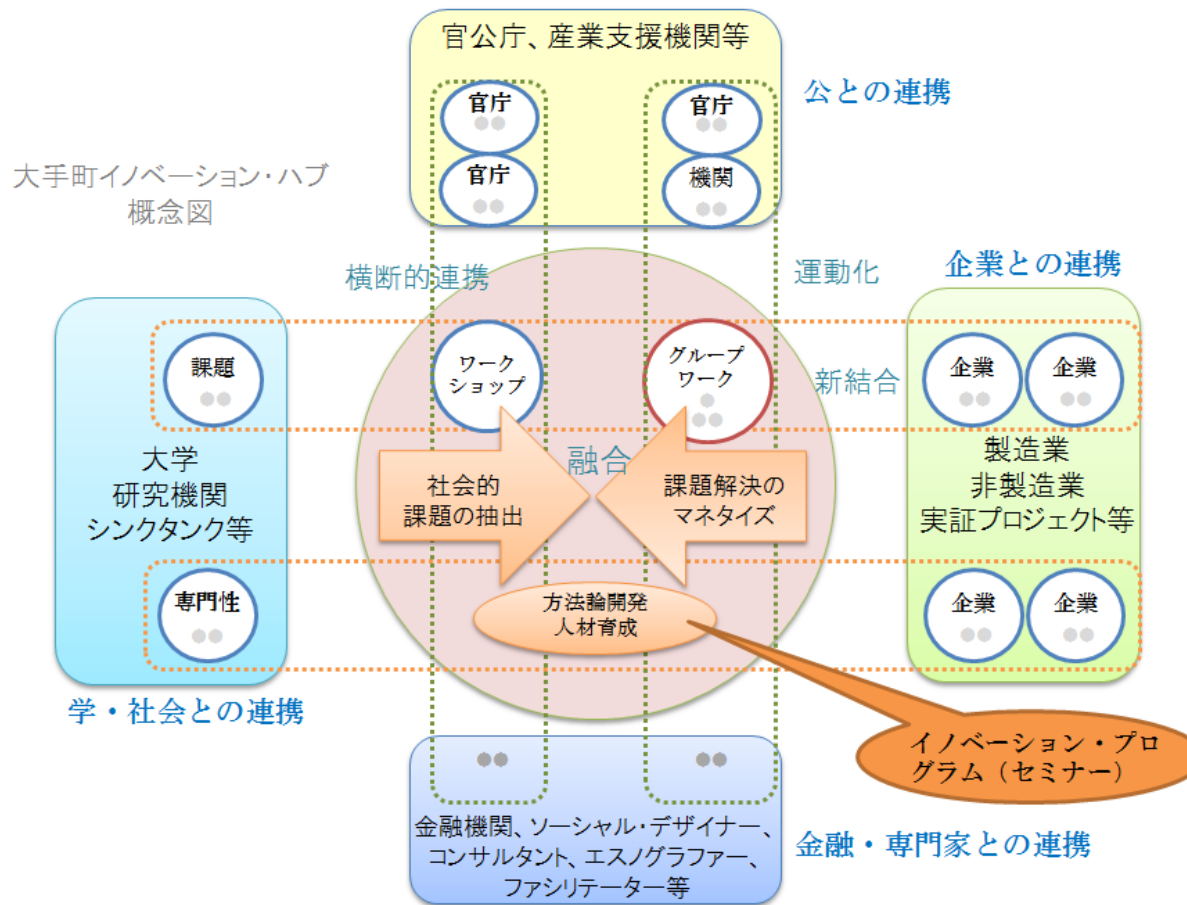 官公庁、産業支援機関等
公との連携
官庁
官庁
官庁
機関
大手町イノベーション・ハブ
概念図
横断的連携
運動化
企業との連携
課題
ワーク
ショップ
グループ
ワーク
新結合
企業
企業
融合
大学
研究機関
シンクタンク等
社会的
課題の抽出
課題解決の
マネタイズ
製造業
非製造業
実証プロジェクト等
専門性
方法論開発
人材育成
企業
企業
学・社会との連携
イノベーション・プロ
グラム（セミナー）
金融機関、ソーシャル・デザイナー、
コンサルタント、エスノグラファー、
ファシリテーター等
金融・専門家との連携